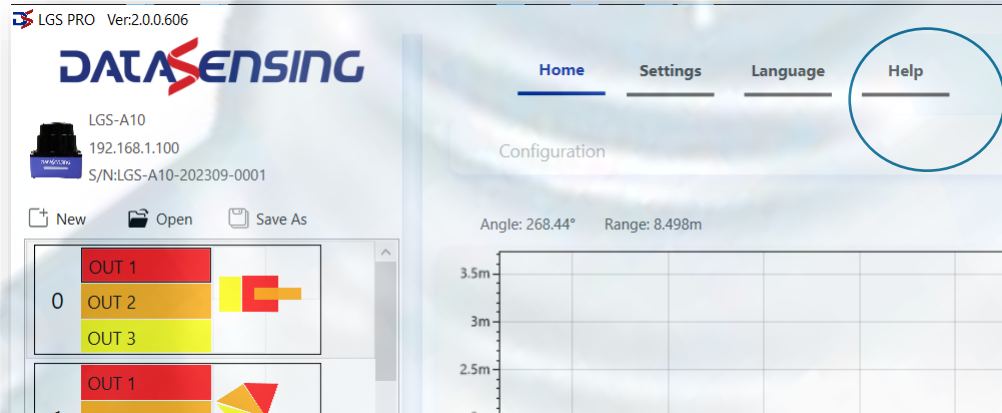 LGS PRO Ver:2.0.0.606
DATASENSING
Home Settings Language Help
LGS-A10
192.168.1.100
S/N:LGS-A10-202309-0001
Configuration
New Open Save As
Angle: 268.44° Range: 8.498m
0
OUT 1
OUT 2
OUT 3
OUT 1
3.5m
3m
2.5m